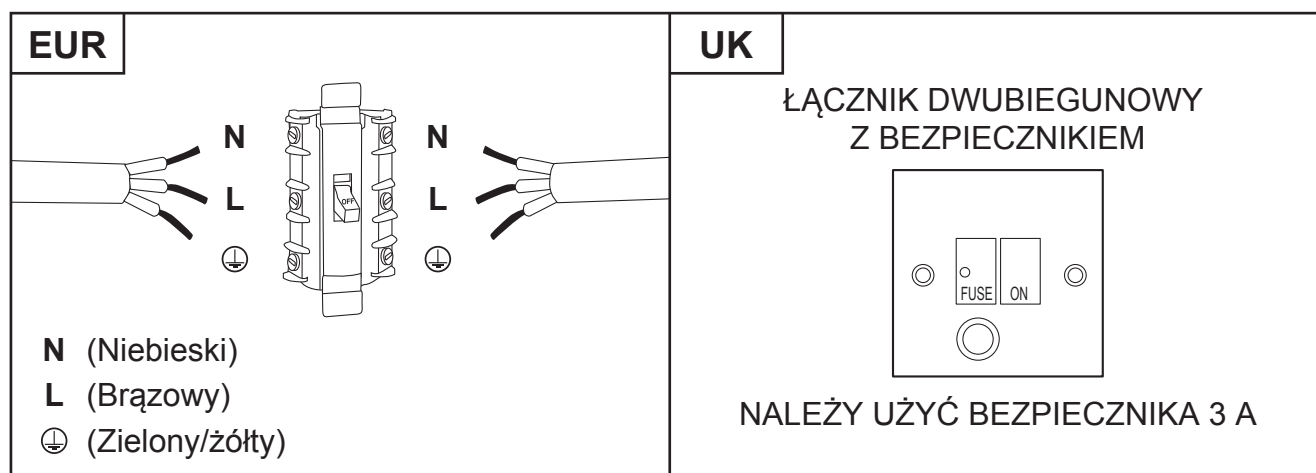 EUR
N
L
OFF
N
L
N (Niebieski)
L (Brązowy)
(Zielony/żółty)
UK
ŁĄCZNIK DWUBIEGUNOWY
Z BEZPIECZNIKIEM
FUSE ON
NALEŻY UŻYĆ BEZPIECZNIKA 3 A